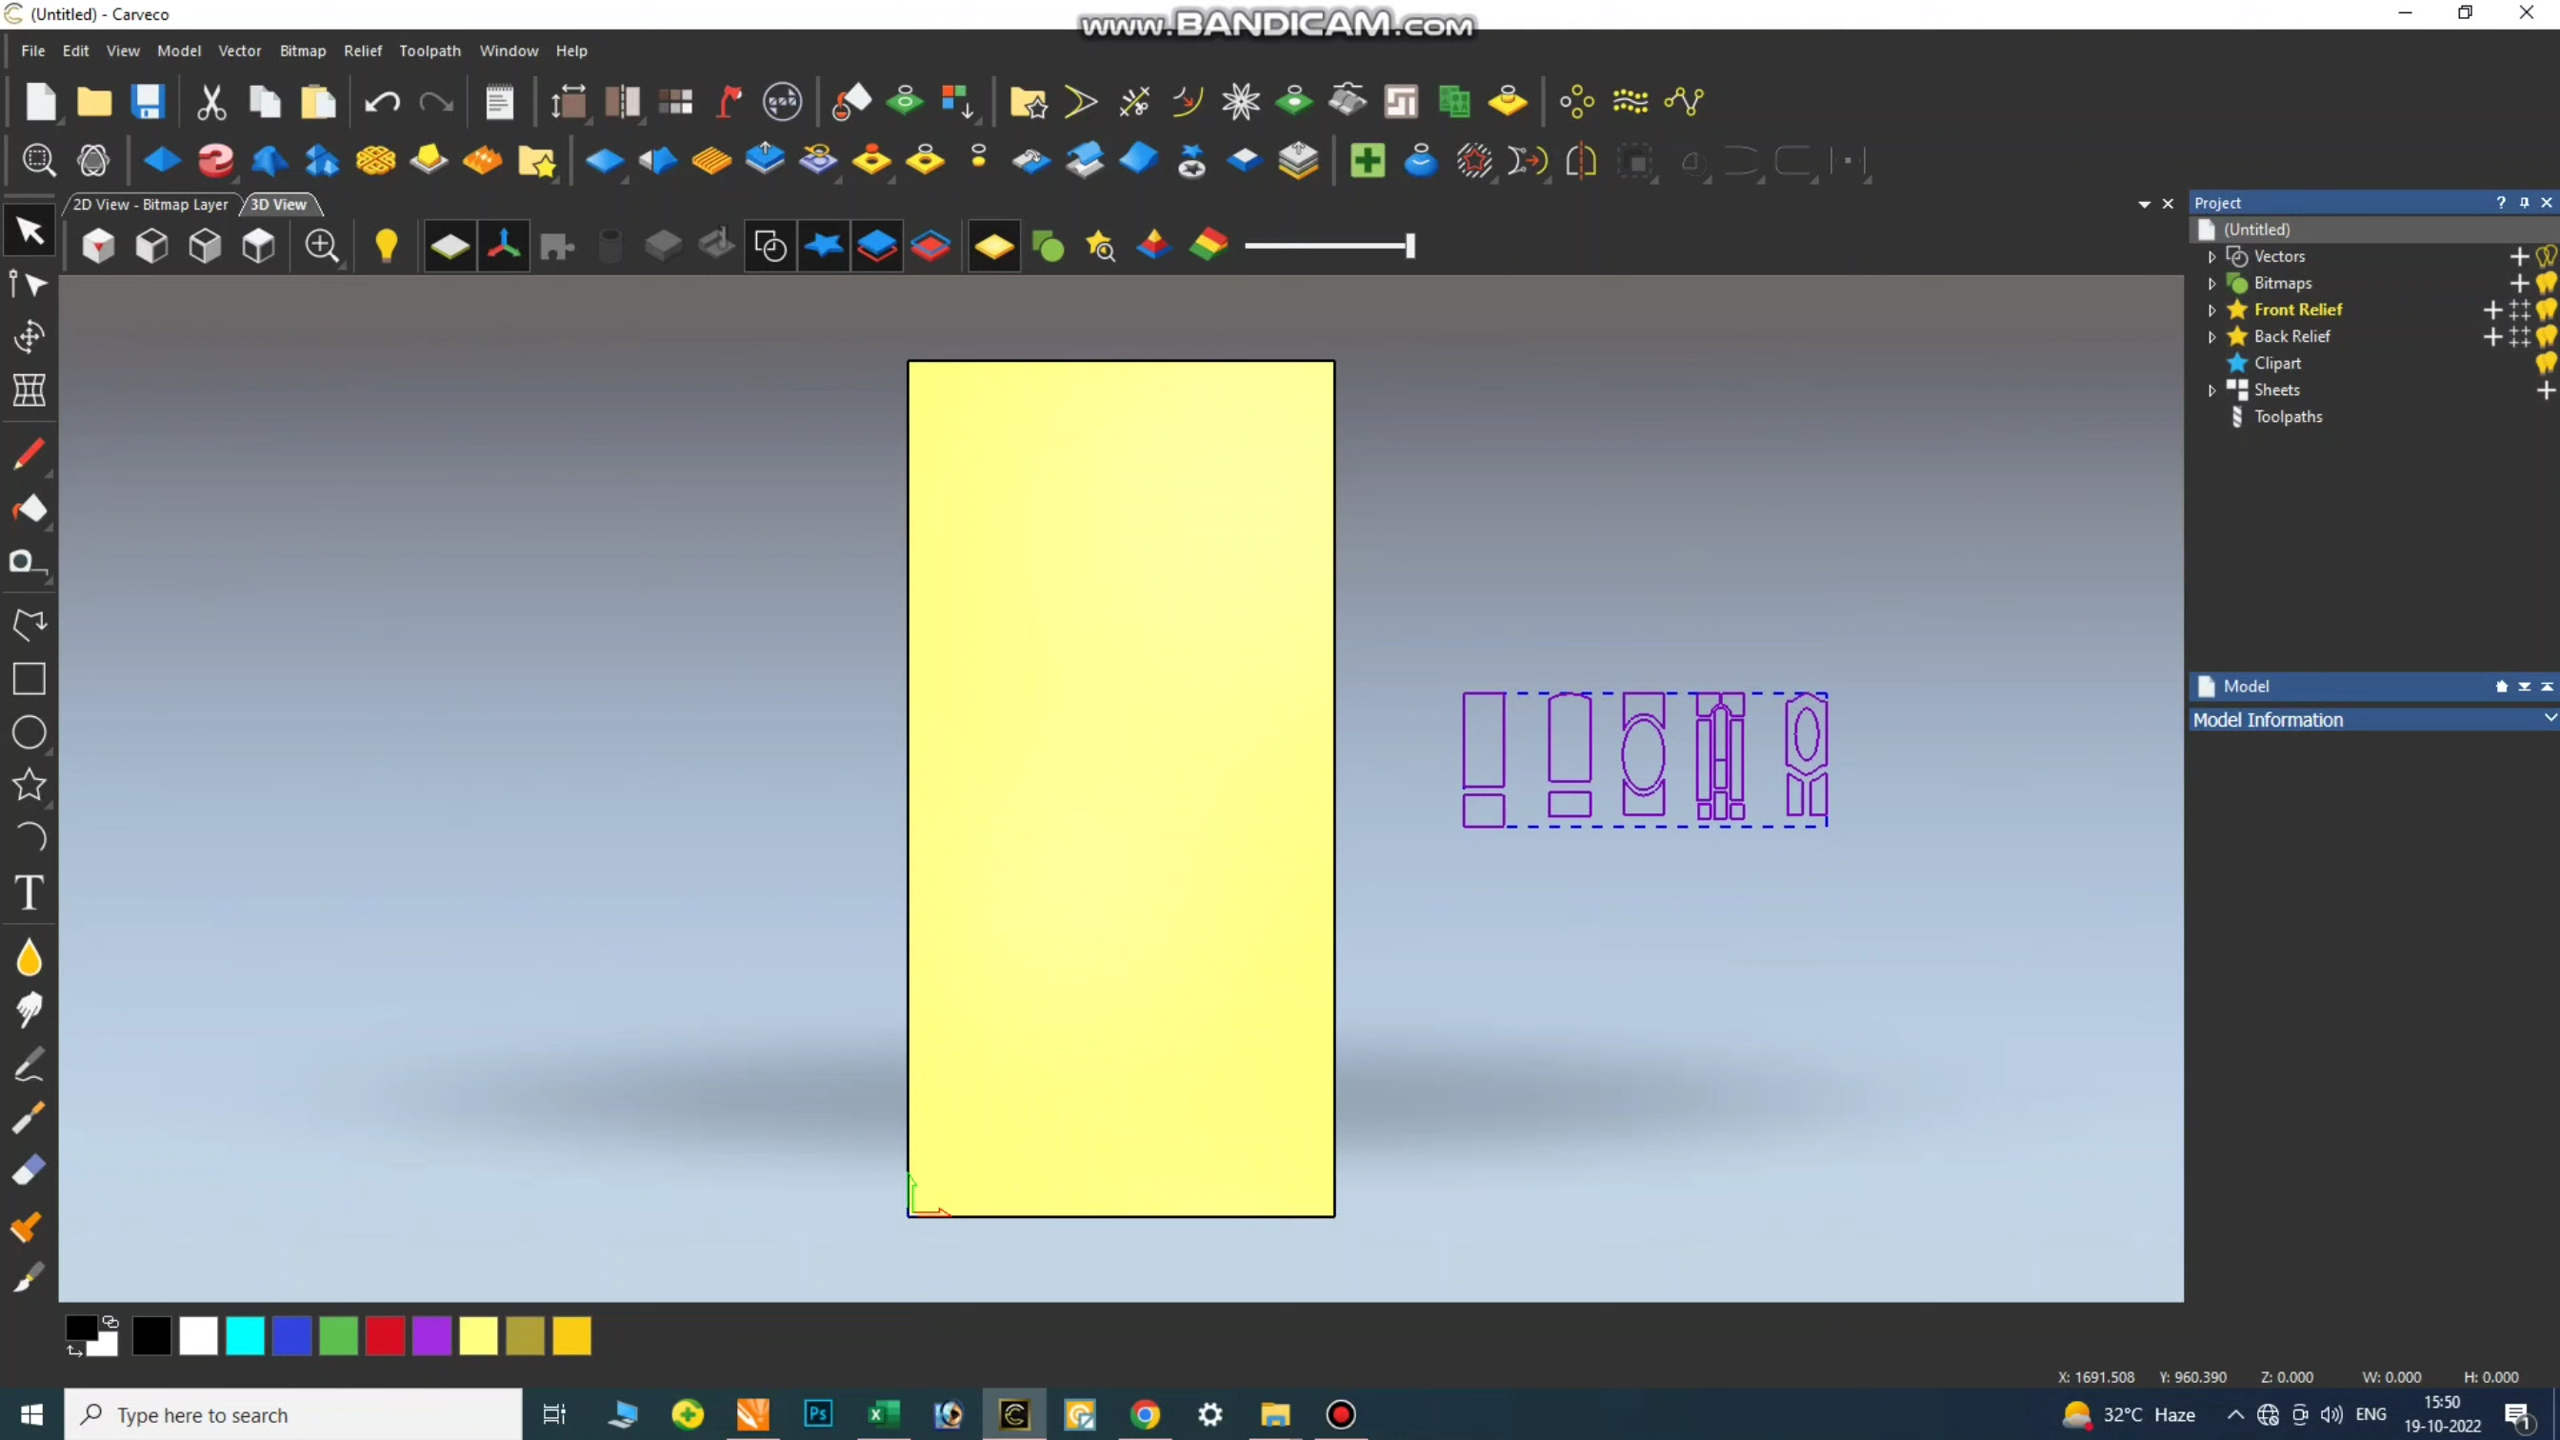 (Untitled) - Carveco
www.BANDICAM.com
File Edit View Model Vector Bitmap Relief Toolpath Window Help
2D View - Bitmap Layer 3D View
Project
(Untitled)
Vectors
Bitmaps
Front Relief
Back Relief
Clipart
Sheets
Toolpaths
Model
Model Information
T
X: 1691.508 Y: 960.390 Z: 0.000 W: 0.000 H: 0.000
Type here to search
Ps
32°C Haze
ENG
15:50
19-10-2022
1